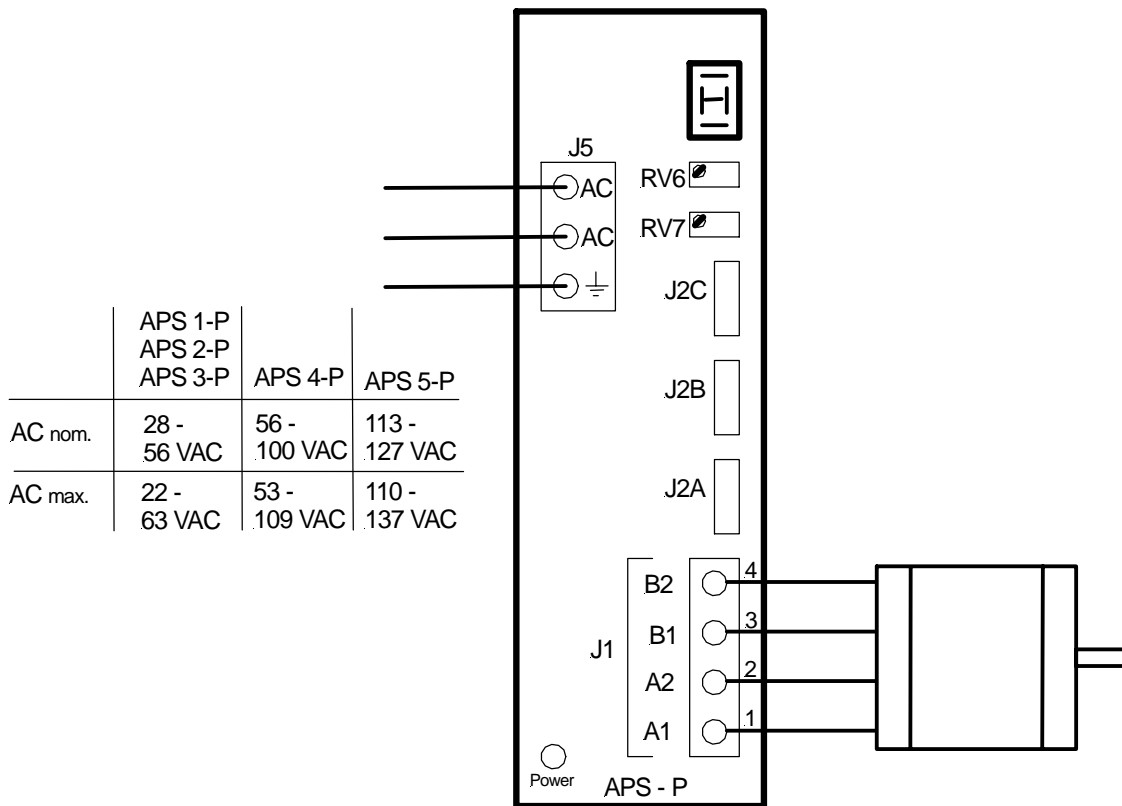 J5
AC
AC
RV6
RV7
J2C
J2B
J2A
APS 1-P
APS 2-P
APS 3-P
APS 4-P
APS 5-P
AC nom.
28 -
56 VAC
56 -
100 VAC
113 -
127 VAC
AC max.
22 -
63 VAC
53 -
109 VAC
110 -
137 VAC
J1
B2
4
B1
3
A2
2
A1
1
Power
APS - P